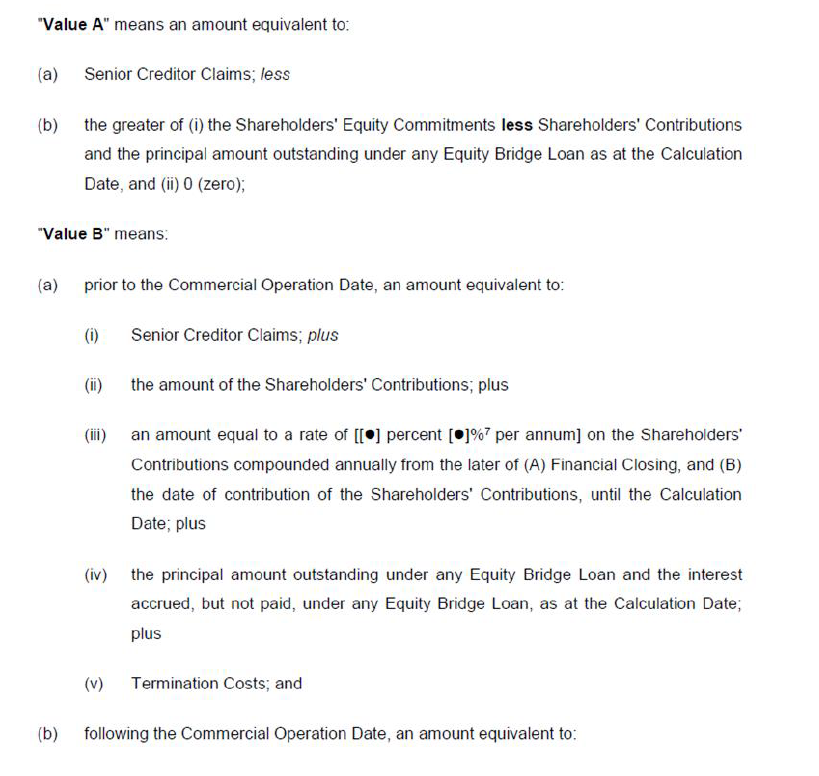 "Value A" means an amount equivalent to:
(a) Senior Creditor Claims; less
(b) the greater of (i) the Shareholders' Equity Commitments less Shareholders' Contributions
and the principal amount outstanding under any Equity Bridge Loan as at the Calculation
Date, and (ii) 0 (zero);
"Value B" means:
(a) prior to the Commercial Operation Date, an amount equivalent to:
(i) Senior Creditor Claims; plus
(ii) the amount of the Shareholders' Contributions; plus
(iii) an amount equal to a rate of [[●] percent [●]%⁷ per annum] on the Shareholders'
Contributions compounded annually from the later of (A) Financial Closing, and (B)
the date of contribution of the Shareholders' Contributions, until the Calculation
Date; plus
(iv) the principal amount outstanding under any Equity Bridge Loan and the interest
accrued, but not paid, under any Equity Bridge Loan, as at the Calculation Date;
plus
(v) Termination Costs; and
(b) following the Commercial Operation Date, an amount equivalent to: